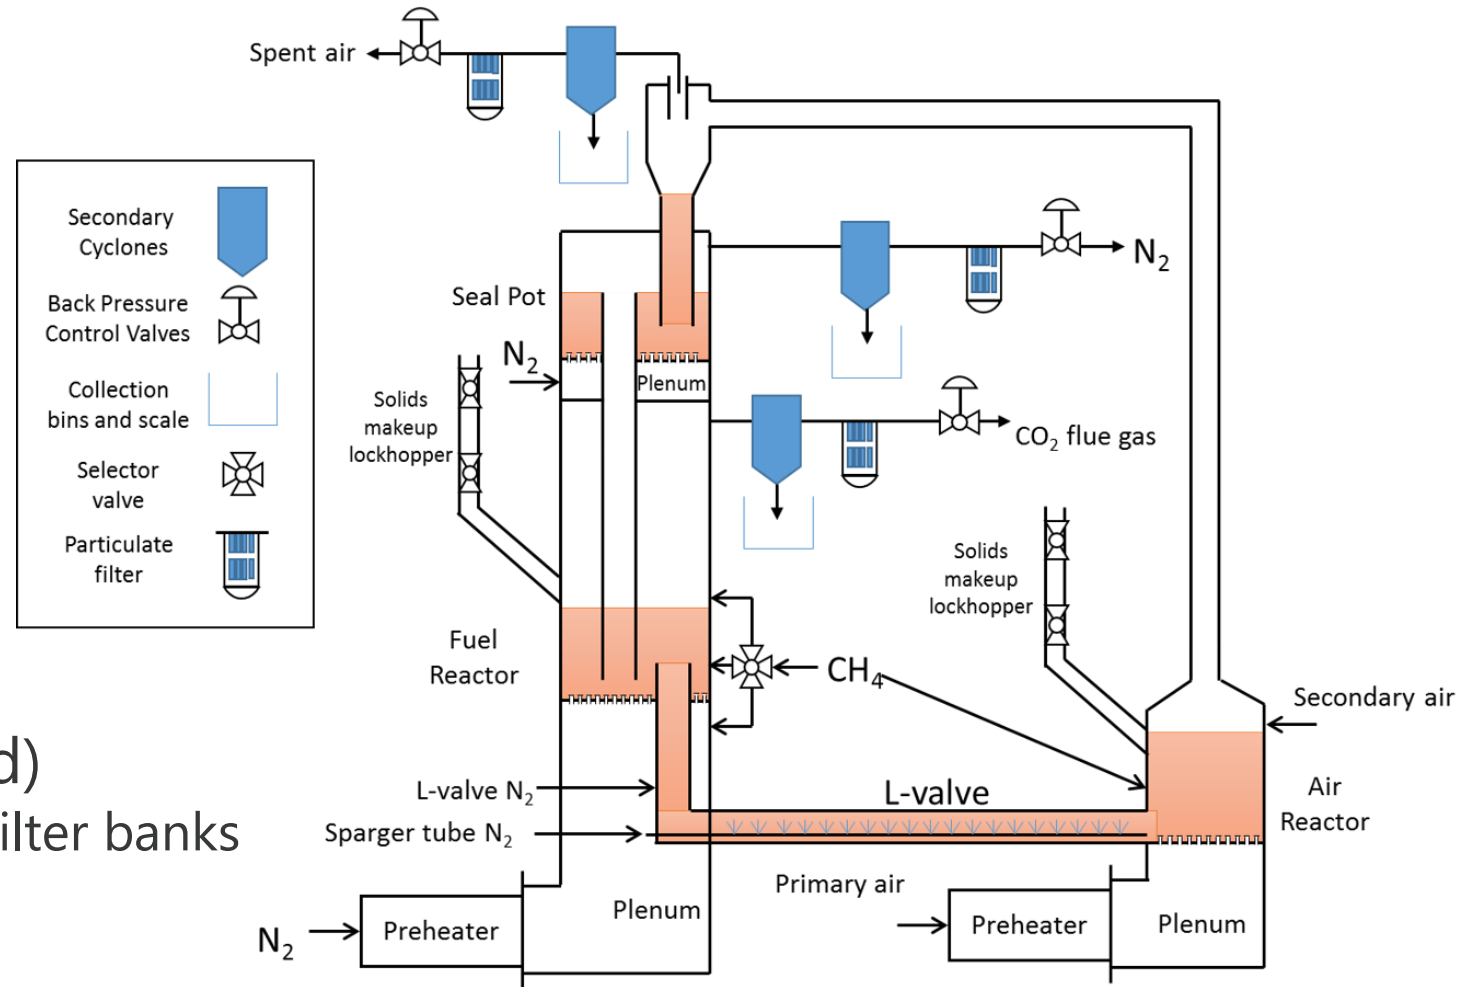 Spent air
Secondary
Cyclones
Back Pressure
Control Valves
Collection
bins and scale
Selector
valve
Particulate
filter
N2
Seal Pot
N2
Plenum
Solids
makeup
lockhopper
CO2 flue gas
Solids
makeup
lockhopper
Fuel
Reactor
CH4
Secondary air
d)
ilter banks
L-valve N2
L-valve
Air
Reactor
Sparger tube N2
Primary air
Plenum
N2
Preheater
Preheater
Plenum